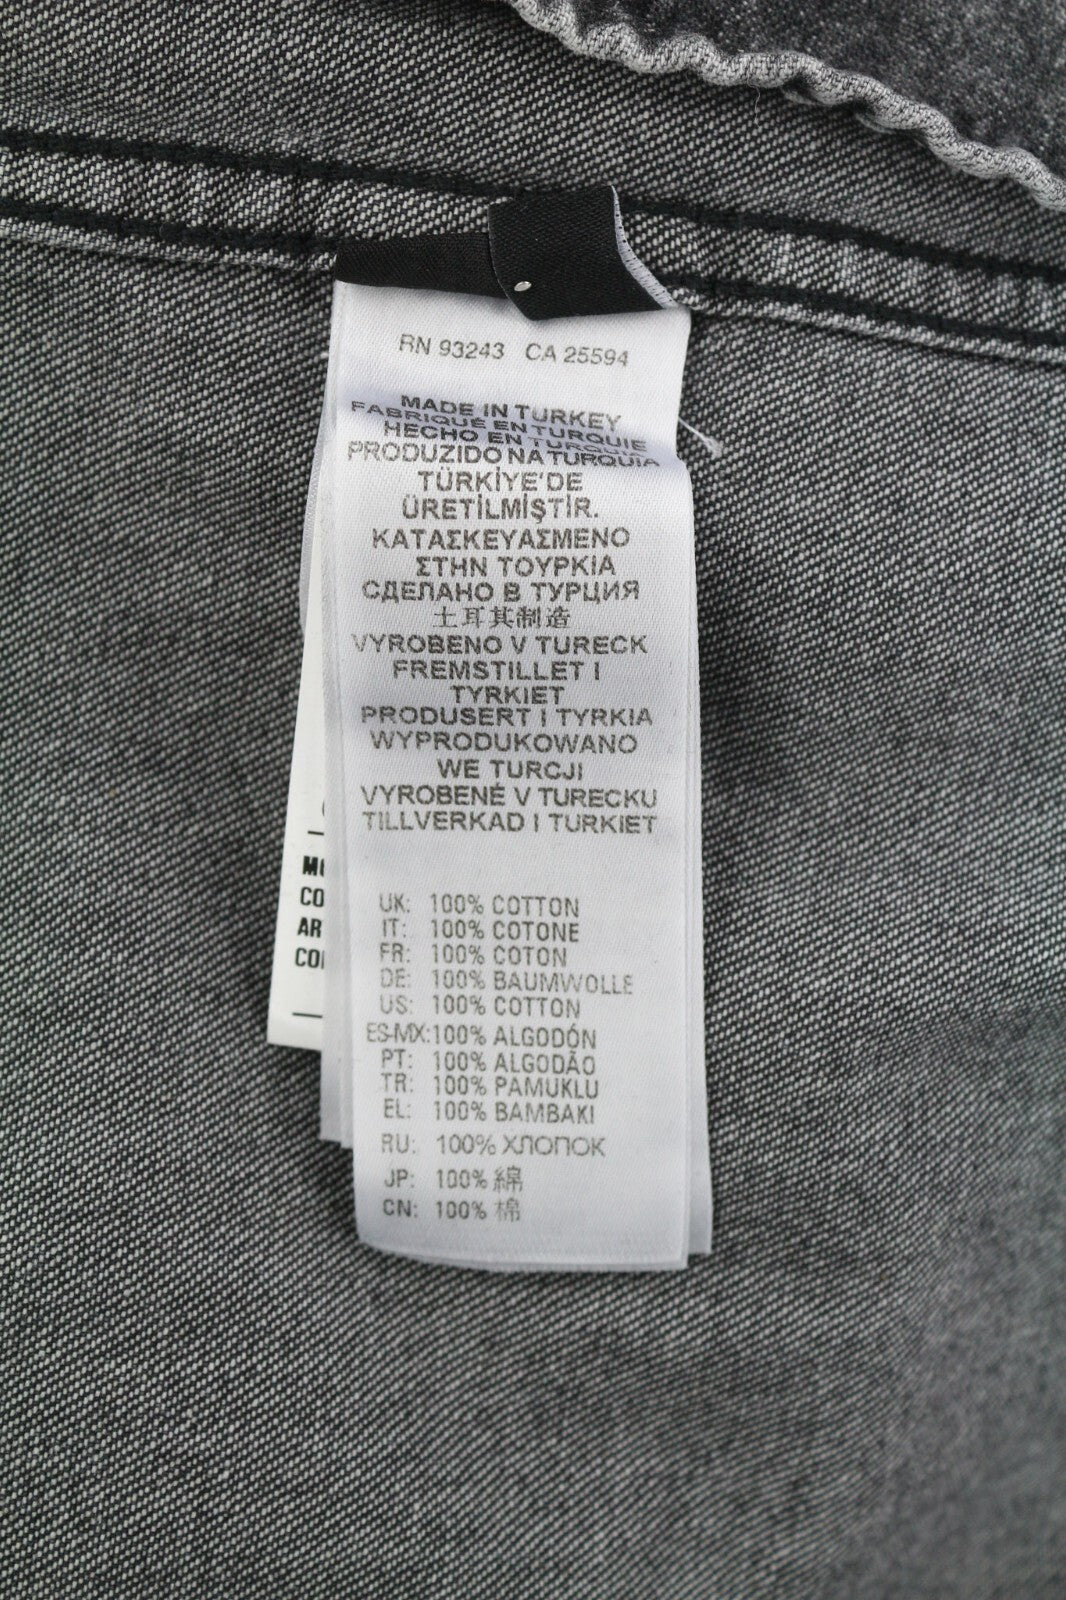 RN 93243 CA 25594
MADE IN TURKEY
FABRIQUÉ EN TURQUIE
HECHO EN TURQUIA
PRODUZIDO NA TURQUIA
TÜRKİYE'DE
ÜRETİLMİŞTİR.
ΚΑΤΑΣΚΕΥΑΣΜΕΝΟ
ΣΤΗΝ ΤΟΥΡΚΙΑ
СДЕЛАНО В ТУРЦИЯ
土耳其制造
VYROBENO V TURECK
FREMSTILLET I
TYRKIET
PRODUSERT I TYRKIA
WYPRODUKOWANO
WE TURCJI
VYROBENÉ V TURECKU
TILLVERKAD I TURKIET
UK: 100% COTTON
IT: 100% COTONE
FR: 100% COTON
DE: 100% BAUMWOLLE
US: 100% COTTON
ES-MX:100% ALGODÓN
PT: 100% ALGODÃO
TR: 100% PAMUKLU
EL: 100% ΒΑΜΒΑΚΙ
RU: 100% ХЛОПОК
JP: 100% 綿
CN: 100% 棉